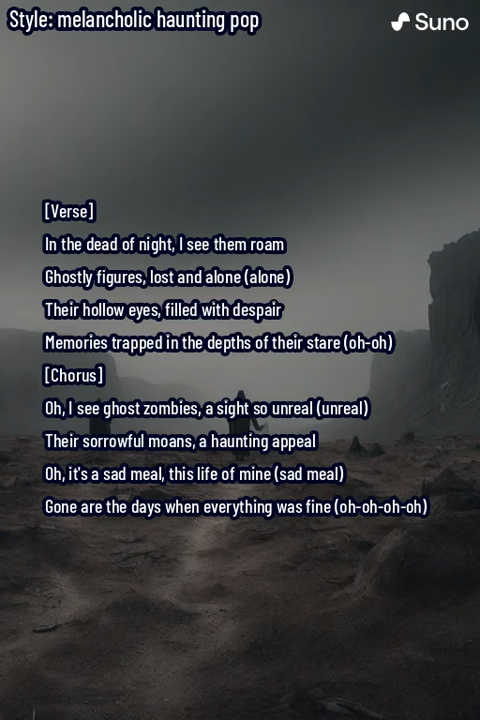 Style: melancholic haunting pop
Suno
[Verse]
In the dead of night, I see them roam
Ghostly figures, lost and alone (alone)
Their hollow eyes, filled with despair
Memories trapped in the depths of their stare (oh-oh)
[Chorus]
Oh, I see ghost zombies, a sight so unreal (unreal)
Their sorrowful moans, a haunting appeal
Oh, it's a sad meal, this life of mine (sad meal)
Gone are the days when everything was fine (oh-oh-oh-oh)